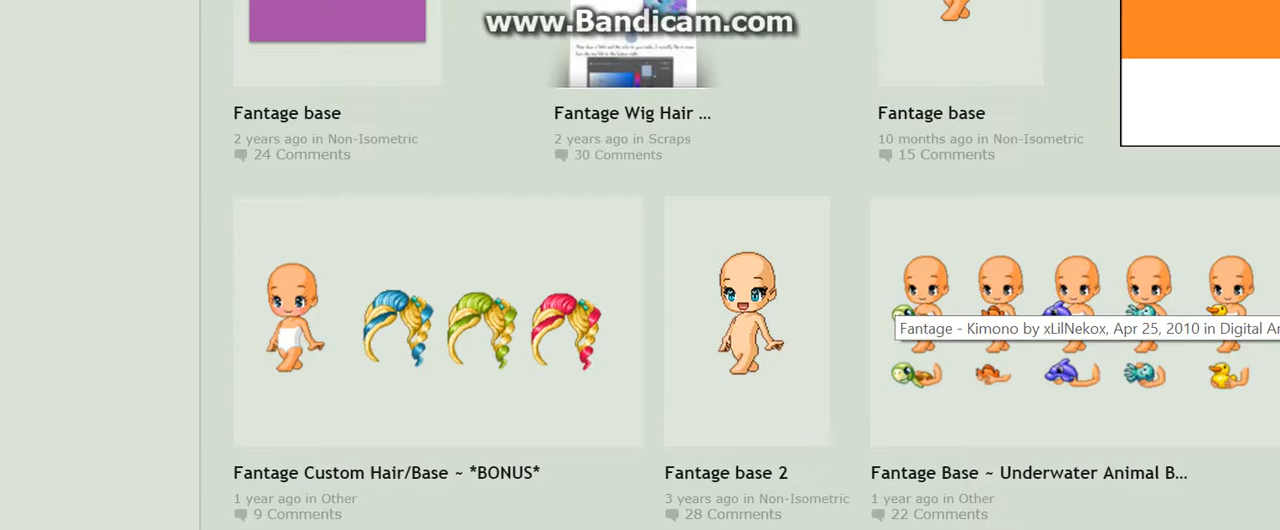 www.Bandicam.com
Fantage base
2 years ago in Non-Isometric
24 Comments
Fantage Wig Hair ...
2 years ago in Scraps
30 Comments
Fantage base
10 months ago in Non-Isometric
15 Comments
Fantage - Kimono by xLilNekox, Apr 25, 2010 in Digital Ar
Fantage Custom Hair/Base ~ *BONUS*
1 year ago in Other
9 Comments
Fantage base 2
3 years ago in Non-Isometric
28 Comments
Fantage Base ~ Underwater Animal B...
1 year ago in Other
22 Comments